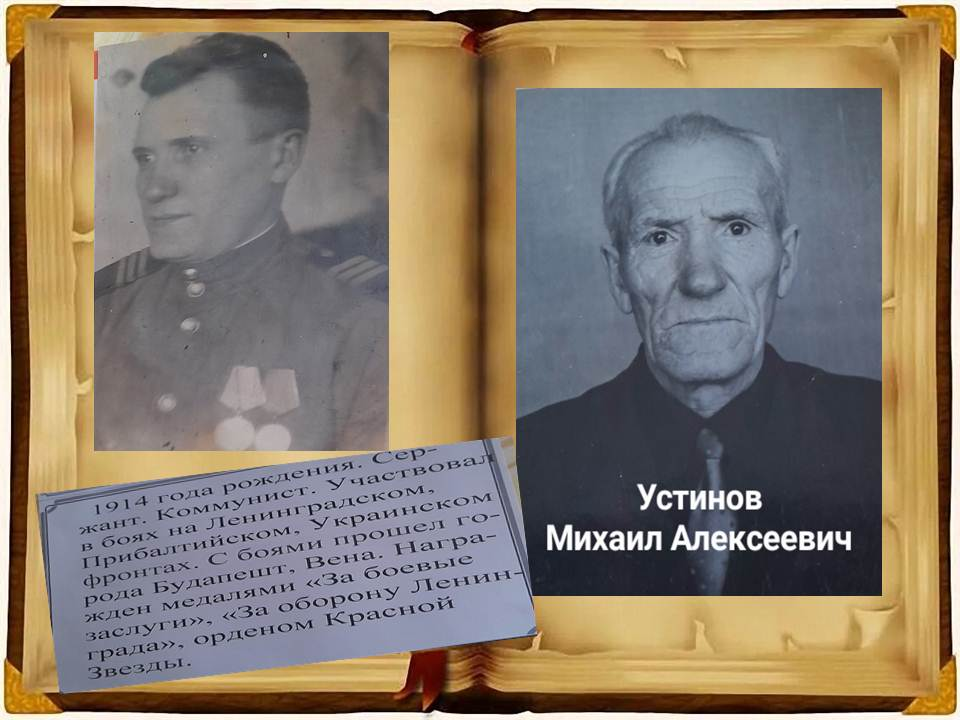 1914 года рождения. Сер-
жант. Коммунист. Участвовал
в боях на Ленинградском,
Прибалтийском, Украинском
фронтах. С боями прошел го-
рода Будапешт, Вена. Награ-
жден медалями «За боевые
заслуги», «За оборону Ленин-
града», орденом Красной
Звезды.
Устинов
Михаил Алексеевич